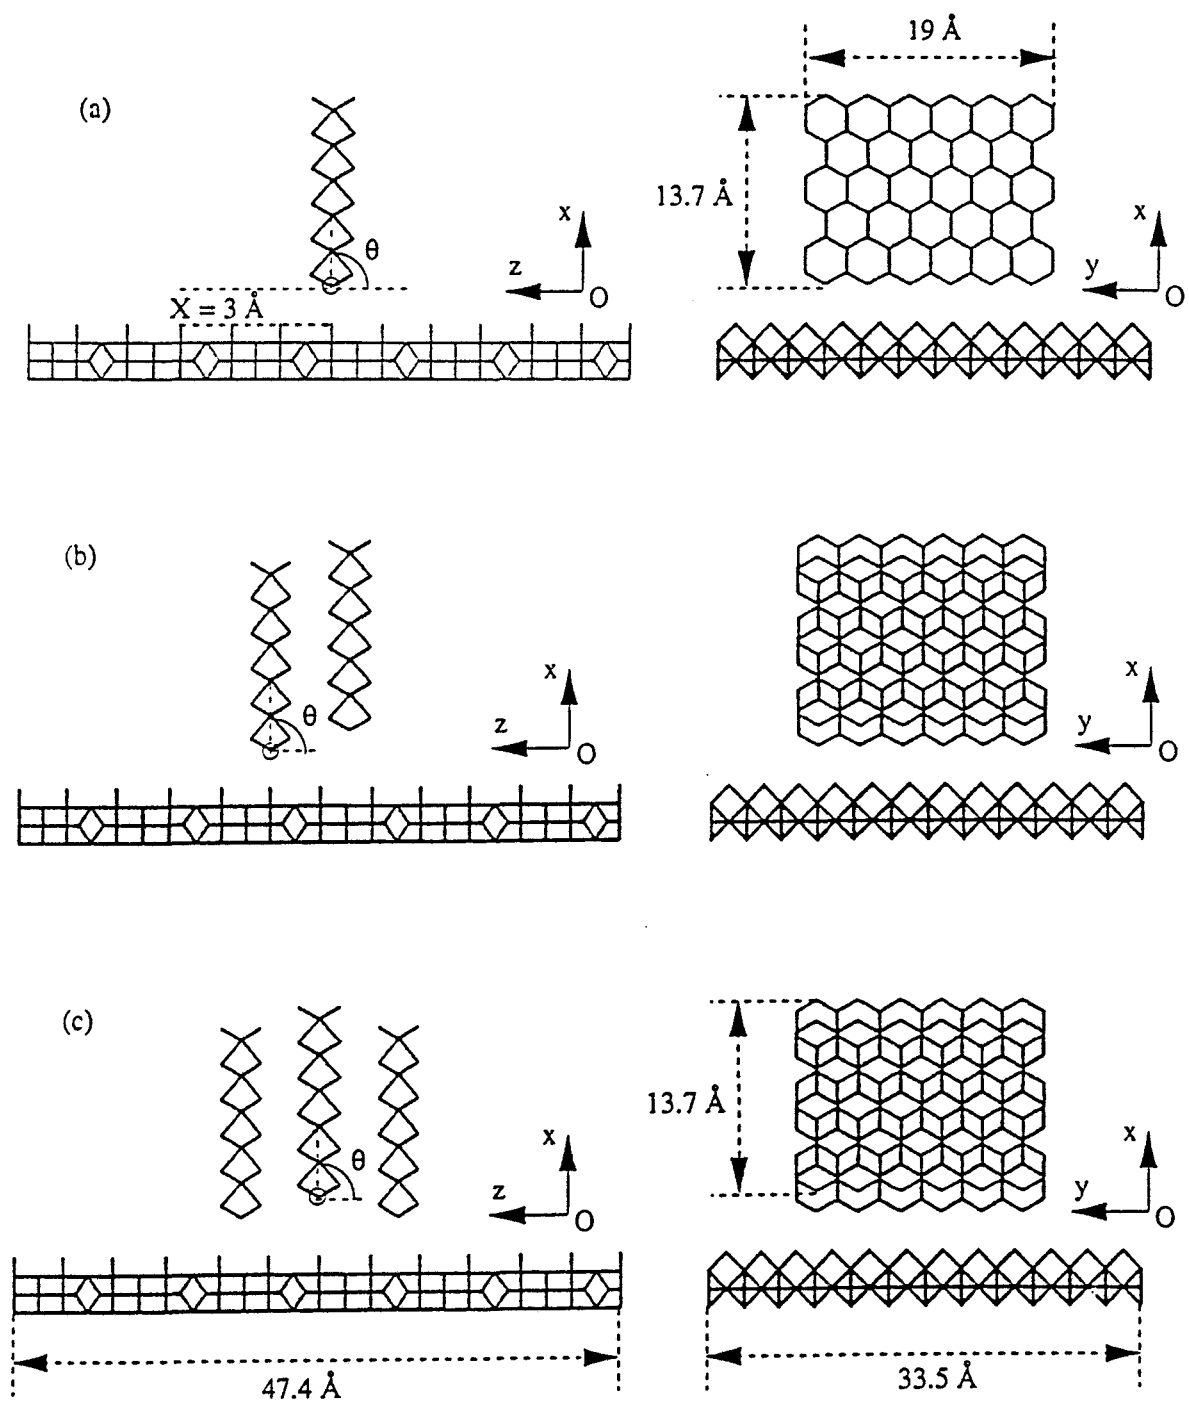 19 Å
(a)
13.7 Å
θ
x
z
O
x
y
O
X = 3 Å
(b)
θ
x
z
O
x
y
O
(c)
13.7 Å
θ
x
z
O
x
y
O
47.4 Å
33.5 Å